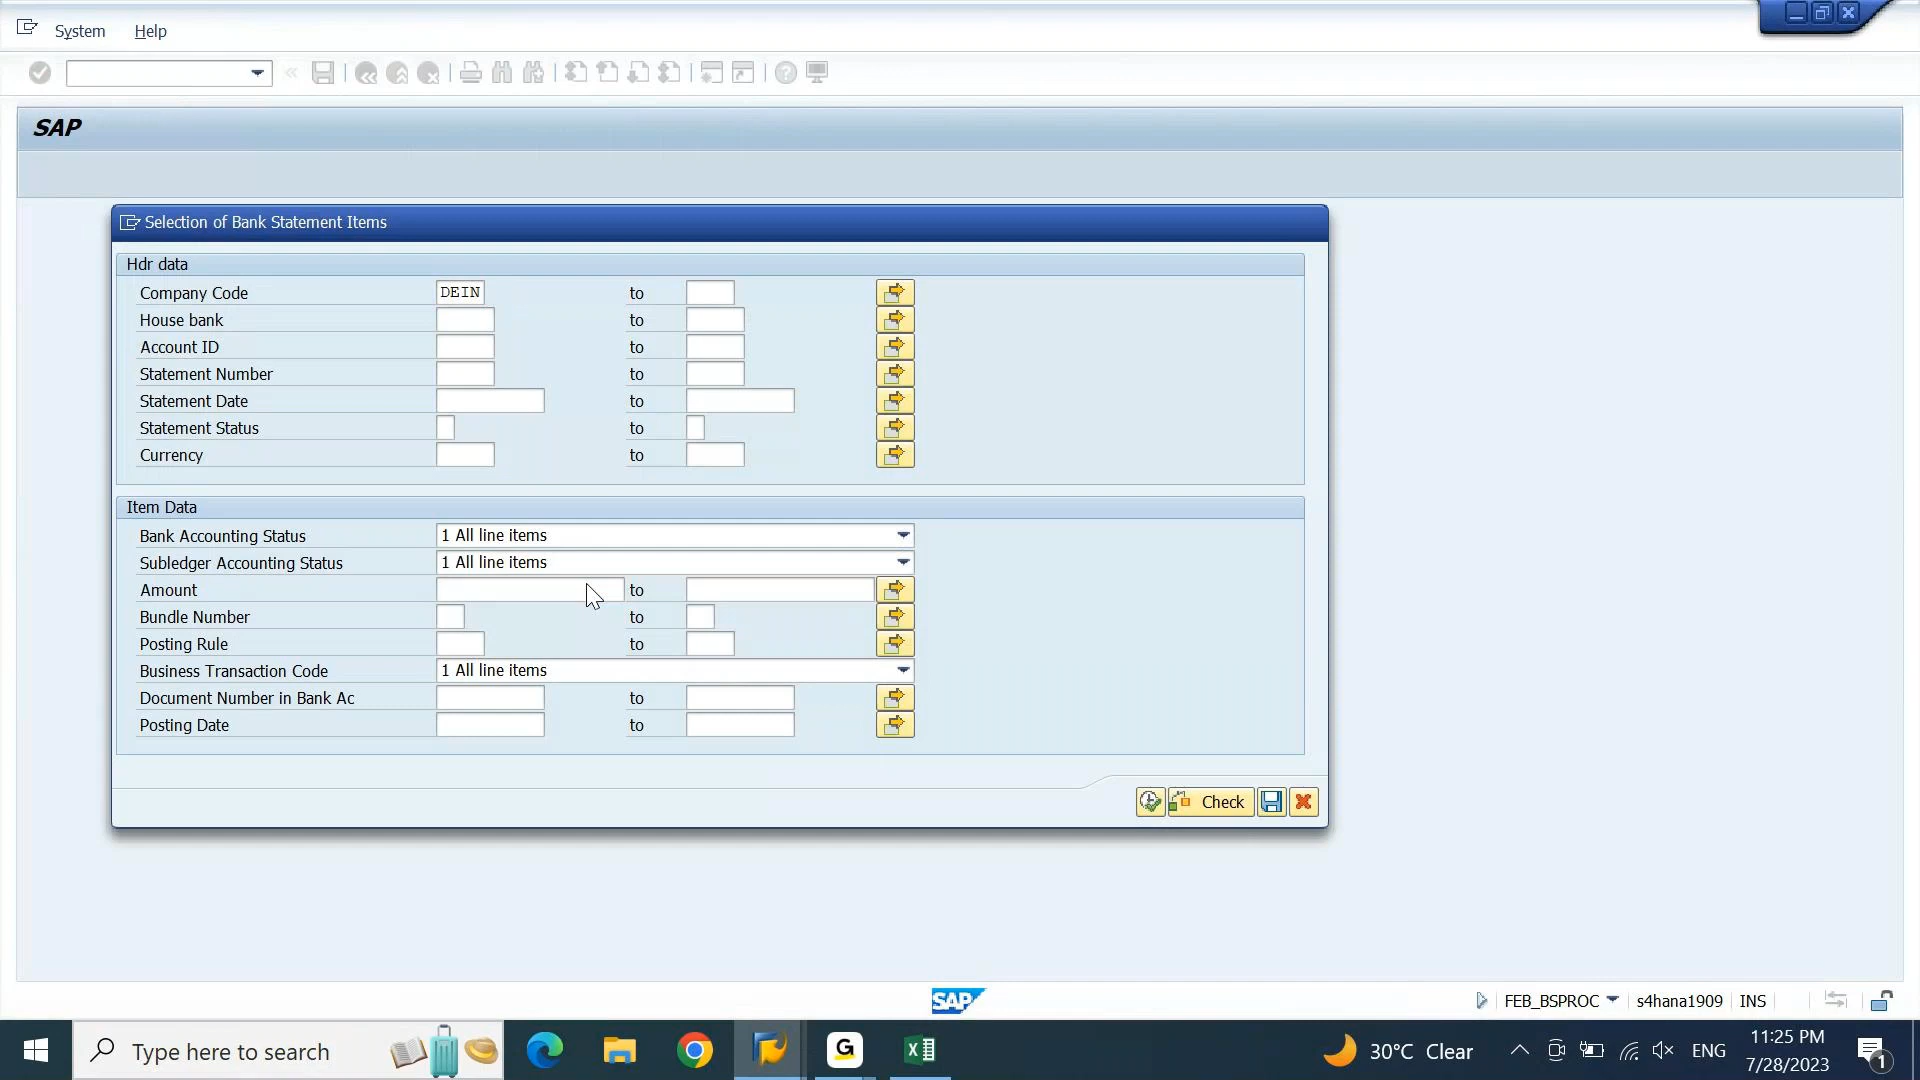 System Help
SAP
Selection of Bank Statement Items
Hdr data
Company Code DEIN to
House bank to
Account ID to
Statement Number to
Statement Date to
Statement Status to
Currency to
Item Data
Bank Accounting Status 1 All line items
Subledger Accounting Status 1 All line items
Amount to
Bundle Number to
Posting Rule to
Business Transaction Code 1 All line items
Document Number in Bank Ac to
Posting Date to
Check
SAP FEB_BSPROC s4hana1909 INS
Type here to search G X 30°C Clear ENG 11:25 PM
7/28/2023 1